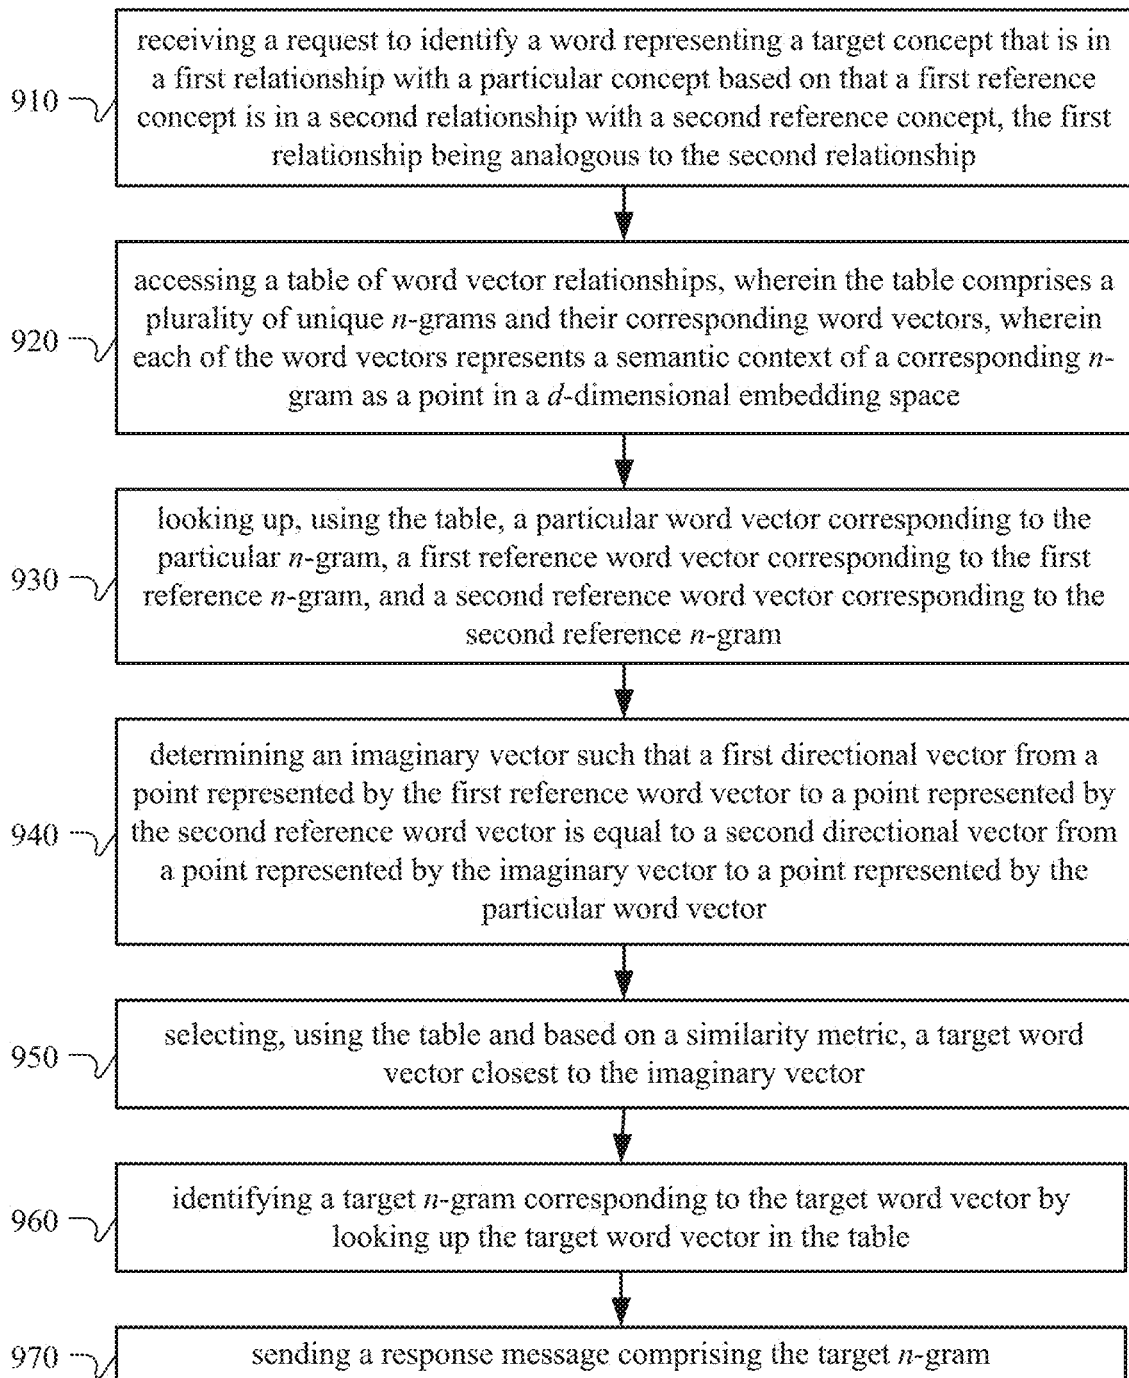 receiving a request to identify a word representing a target concept that is in
a first relationship with a particular concept based on that a first reference
910
concept is in a second relationship with a second reference concept, the first
relationship being analogous to the second relationship
accessing a table of word vector relationships, wherein the table comprises a
plurality of unique n-grams and their corresponding word vectors, wherein
920
each of the word vectors represents a semantic context of a corresponding n-
gram as a point in a d-dimensional embedding space
looking up, using the table, a particular word vector corresponding to the
particular n-gram, a first reference word vector corresponding to the first
930
reference n-gram, and a second reference word vector corresponding to the
second reference n-gram
determining an imaginary vector such that a first directional vector from a
point represented by the first reference word vector to a point represented by
940
the second reference word vector is equal to a second directional vector from
a point represented by the imaginary vector to a point represented by the
particular word vector
selecting, using the table and based on a similarity metric, a target word
950
vector closest to the imaginary vector
identifying a target n-gram corresponding to the target word vector by
960
looking up the target word vector in the table
970
sending a response message comprising the target n-gram